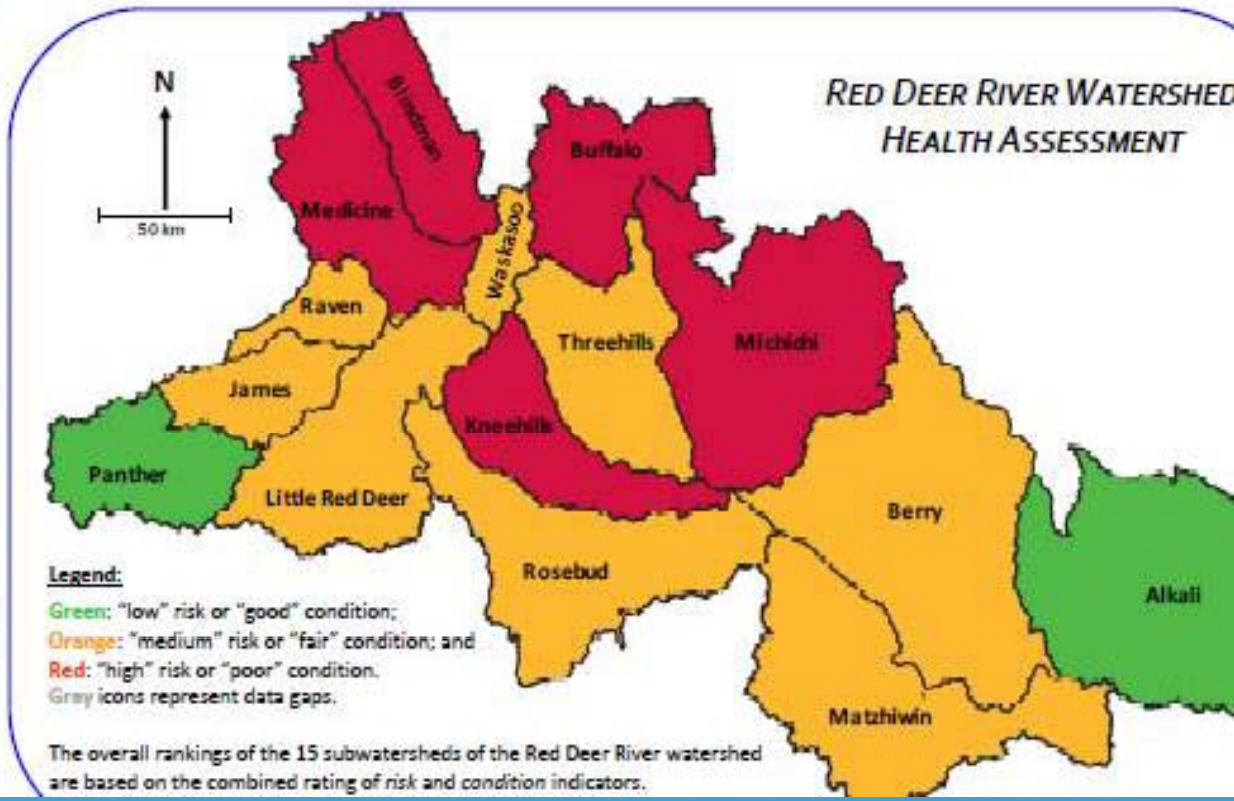 RED DEER RIVER WATERSHED
HEALTH ASSESSMENT
N
50 km
Blindman
Buffalo
Medicine
Waskasoo
Raven
Threehills
Michichi
James
Kneehills
Panther
Little Red Deer
Berry
Rosebud
Alkali
Matzhiwin
Legend:
Green: "low" risk or "good" condition;
Orange: "medium" risk or "fair" condition; and
Red: "high" risk or "poor" condition.
Gray icons represent data gaps.
The overall rankings of the 15 subwatersheds of the Red Deer River watershed
are based on the combined rating of risk and condition indicators.